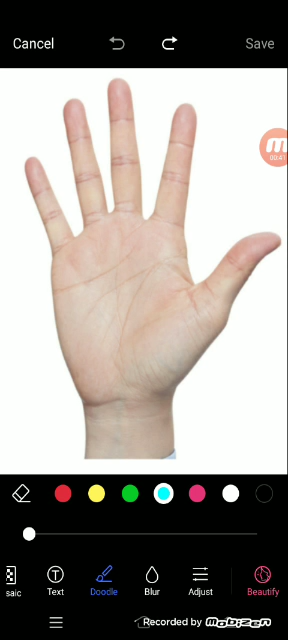 Cancel
Save
00:41
saic
Text
Doodle
Blur
Adjust
Beautify
Recorded by mobizen